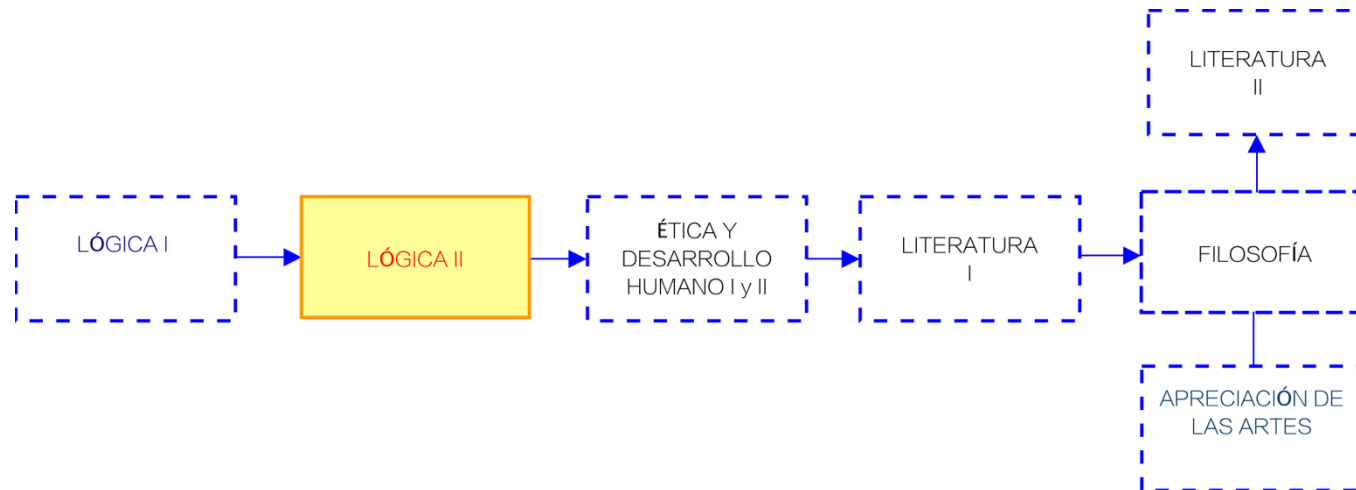 LÓGICA I
LÓGICA II
ÉTICA Y
DESARROLLO
HUMANO I y II
LITERATURA
I
FILOSOFÍA
LITERATURA
II
APRECIACIÓN DE
LAS ARTES